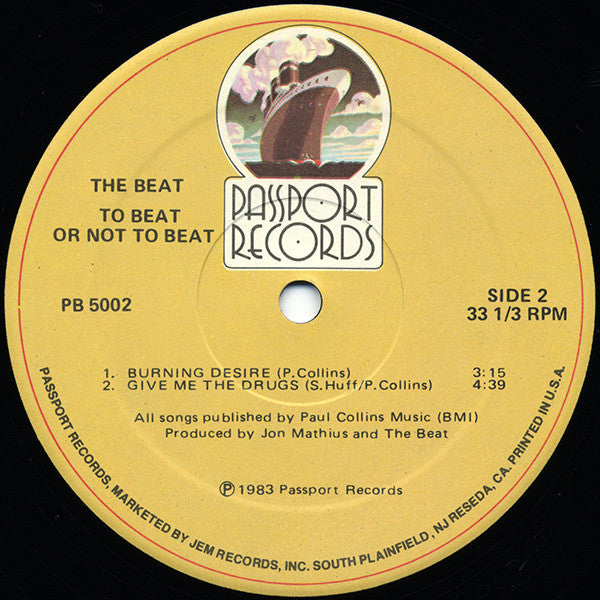 PASSPORT
RECORDS
THE BEAT
TO BEAT
OR NOT TO BEAT
PB 5002
SIDE 2
33 1/3 RPM
1. BURNING DESIRE (P. Collins) 3:15
2. GIVE ME THE DRUGS (S. Huff/P. Collins) 4:39
All songs published by Paul Collins Music (BMI)
Produced by Jon Mathius and The Beat
Ⓟ 1983 Passport Records
PASSPORT RECORDS, MARKETED BY JEM RECORDS, INC. SOUTH PLAINFIELD, NJ RESEDA, CA. PRINTED IN U.S.A.